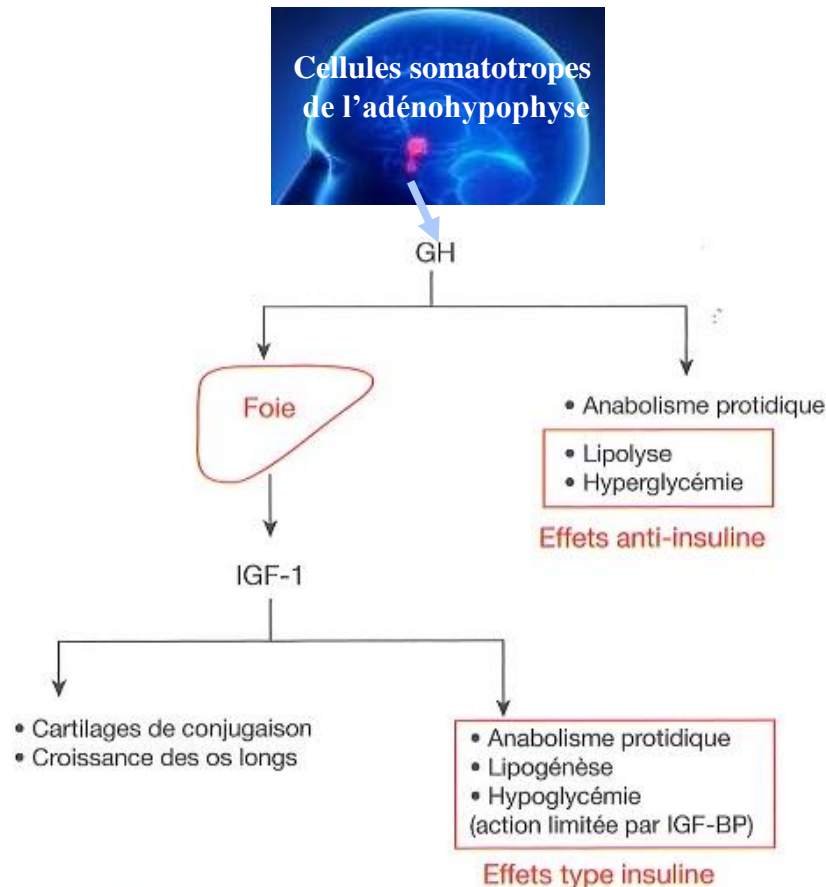 Cellules somatotropes
de l'adénohypophyse
GH
Foie
• Anabolisme protidique
• Lipolyse
• Hyperglycémie
Effets anti-insuline
IGF-1
• Cartilages de conjugaison
• Croissance des os longs
• Anabolisme protidique
• Lipogénèse
• Hypoglycémie
(action limitée par IGF-BP)
Effets type insuline